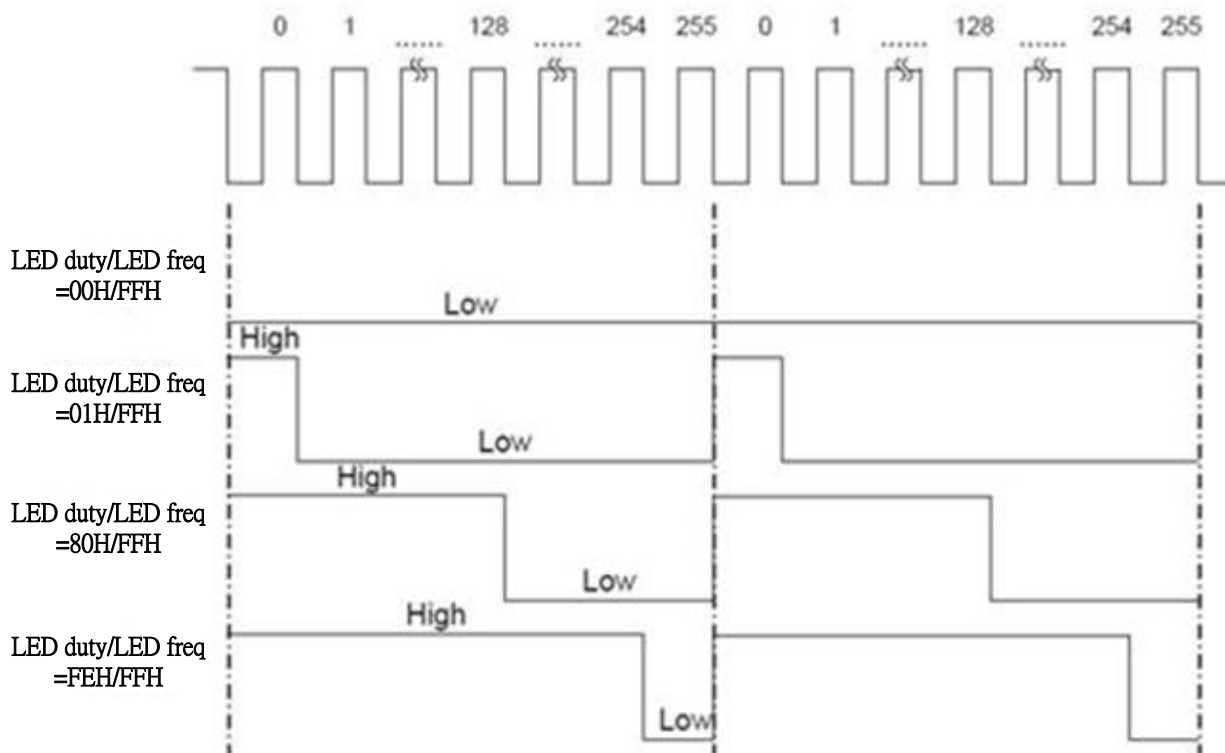 0 1 ........ 128 ........ 254 255 0 1 ........ 128 ........ 254 255
LED duty/LED freq
=00H/FFH
Low
High
LED duty/LED freq
=01H/FFH
Low
High
LED duty/LED freq
=80H/FFH
Low
High
LED duty/LED freq
=FEH/FFH
Low